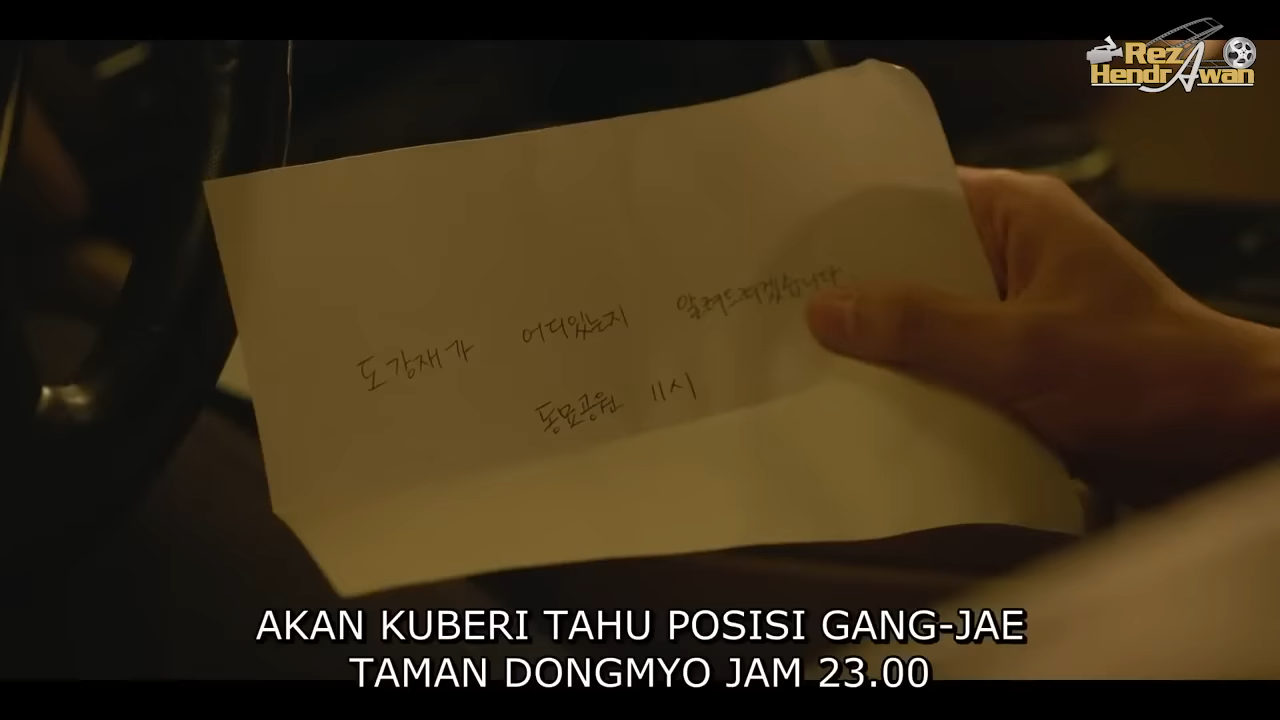 Reza
HendrAwan
도강재가 어디있는지 알려드리겠습니다
동묘공원 11시
AKAN KUBERI TAHU POSISI GANG-JAE
TAMAN DONGMYO JAM 23.00